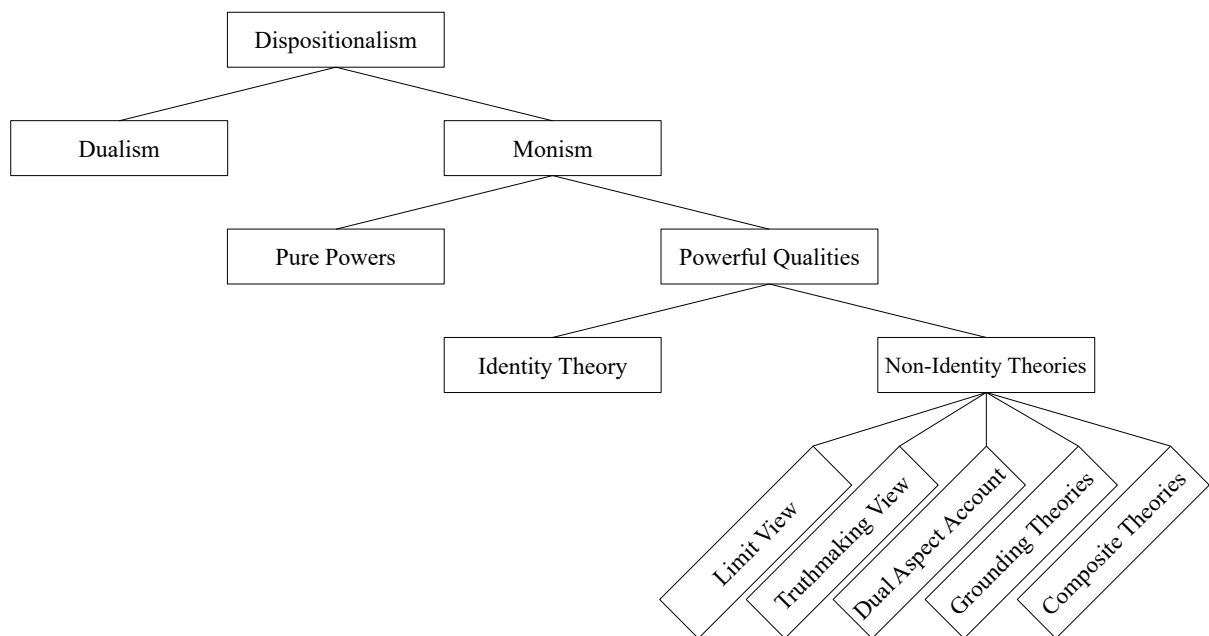 Dispositionalism
Dualism
Monism
Pure Powers
Powerful Qualities
Identity Theory
Non-Identity Theories
Limit View
Truthmaking View
Dual Aspect Account
Grounding Theories
Composite Theories